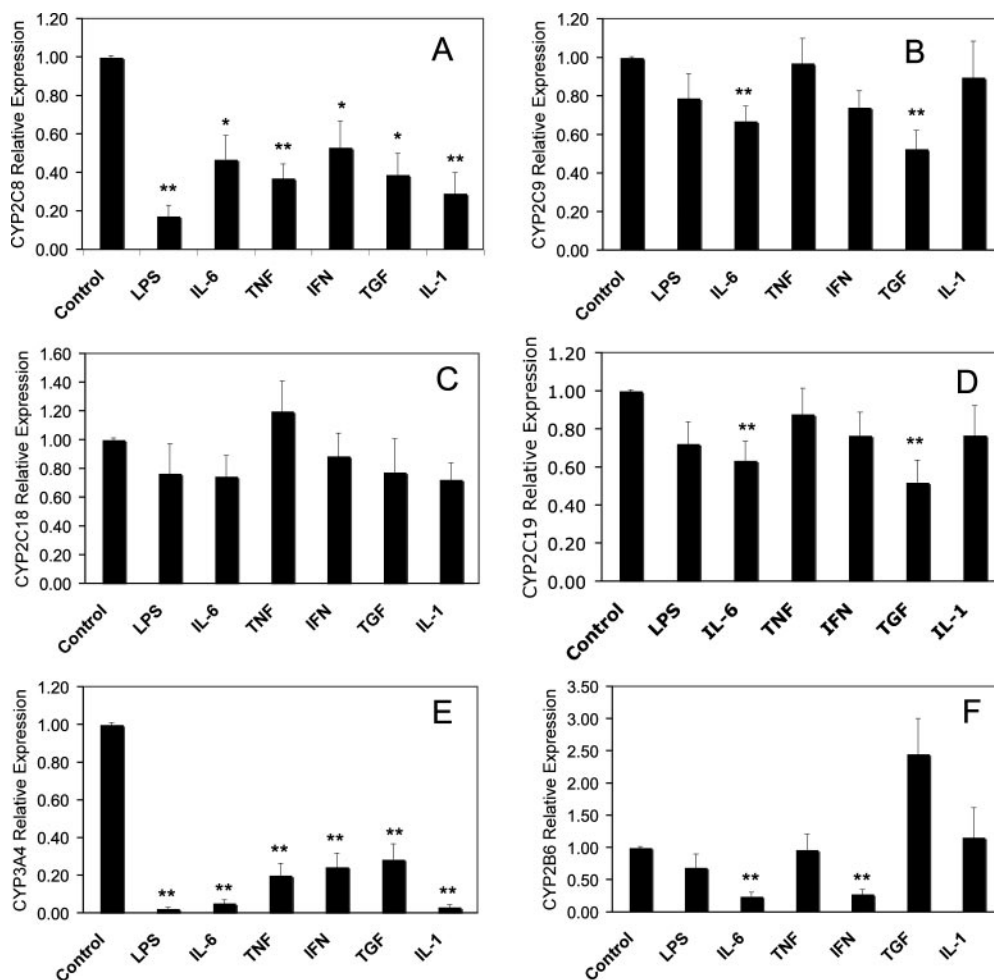 A
CYP2C8 Relative Expression
1.20
1.00
0.80
0.60
0.40
0.20
0.00
**
*
**
*
*
**
Control
LPS
IL-6
TNF
IFN
TGF
IL-1
B
CYP2C9 Relative Expression
1.20
1.00
0.80
0.60
0.40
0.20
0.00
**
**
Control
LPS
IL-6
TNF
IFN
TGF
IL-1
C
CYP2C18 Relative Expression
1.60
1.40
1.20
1.00
0.80
0.60
0.40
0.20
0.00
Control
LPS
IL-6
TNF
IFN
TGF
IL-1
D
CYP2C19 Relative Expression
1.20
1.00
0.80
0.60
0.40
0.20
0.00
**
**
Control
LPS
IL-6
TNF
IFN
TGF
IL-1
E
CYP3A4 Relative Expression
1.20
1.00
0.80
0.60
0.40
0.20
0.00
**
**
**
**
**
**
Control
LPS
IL-6
TNF
IFN
TGF
IL-1
F
CYP2B6 Relative Expression
3.50
3.00
2.50
2.00
1.50
1.00
0.50
0.00
**
**
Control
LPS
IL-6
TNF
IFN
TGF
IL-1